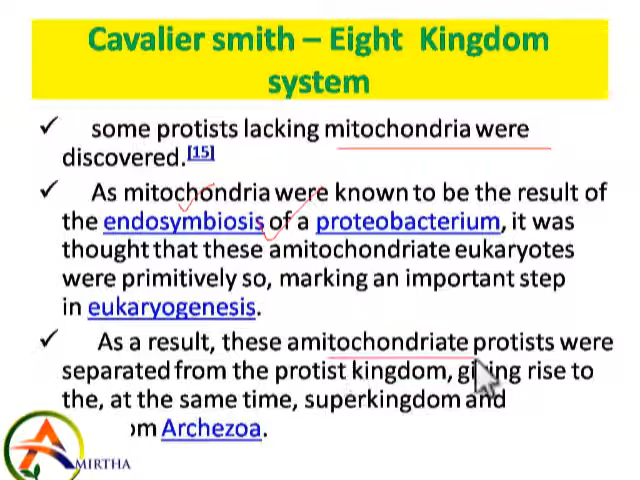 Cavalier smith – Eight Kingdom
system
✓ some protists lacking mitochondria were
discovered.[15]
✓ As mitochondria were known to be the result of
the endosymbiosis of a proteobacterium, it was
thought that these amitochondriate eukaryotes
were primitively so, marking an important step
in eukaryogenesis.
✓ As a result, these amitochondriate protists were
separated from the protist kingdom, giving rise to
the, at the same time, superkingdom and
om Archezoa.
AMIRTHA